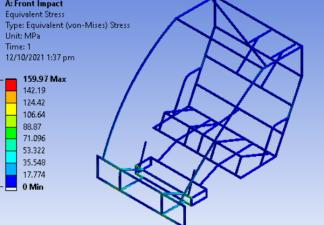 A: Front Impact
Equivalent Stress
Type: Equivalent (von-Mises) Stress
Unit: MPa
Time: 1
12/10/2021 1:37 pm
159.97 Max
142.19
124.42
106.64
88.87
71.096
53.322
35.548
17.774
0 Min